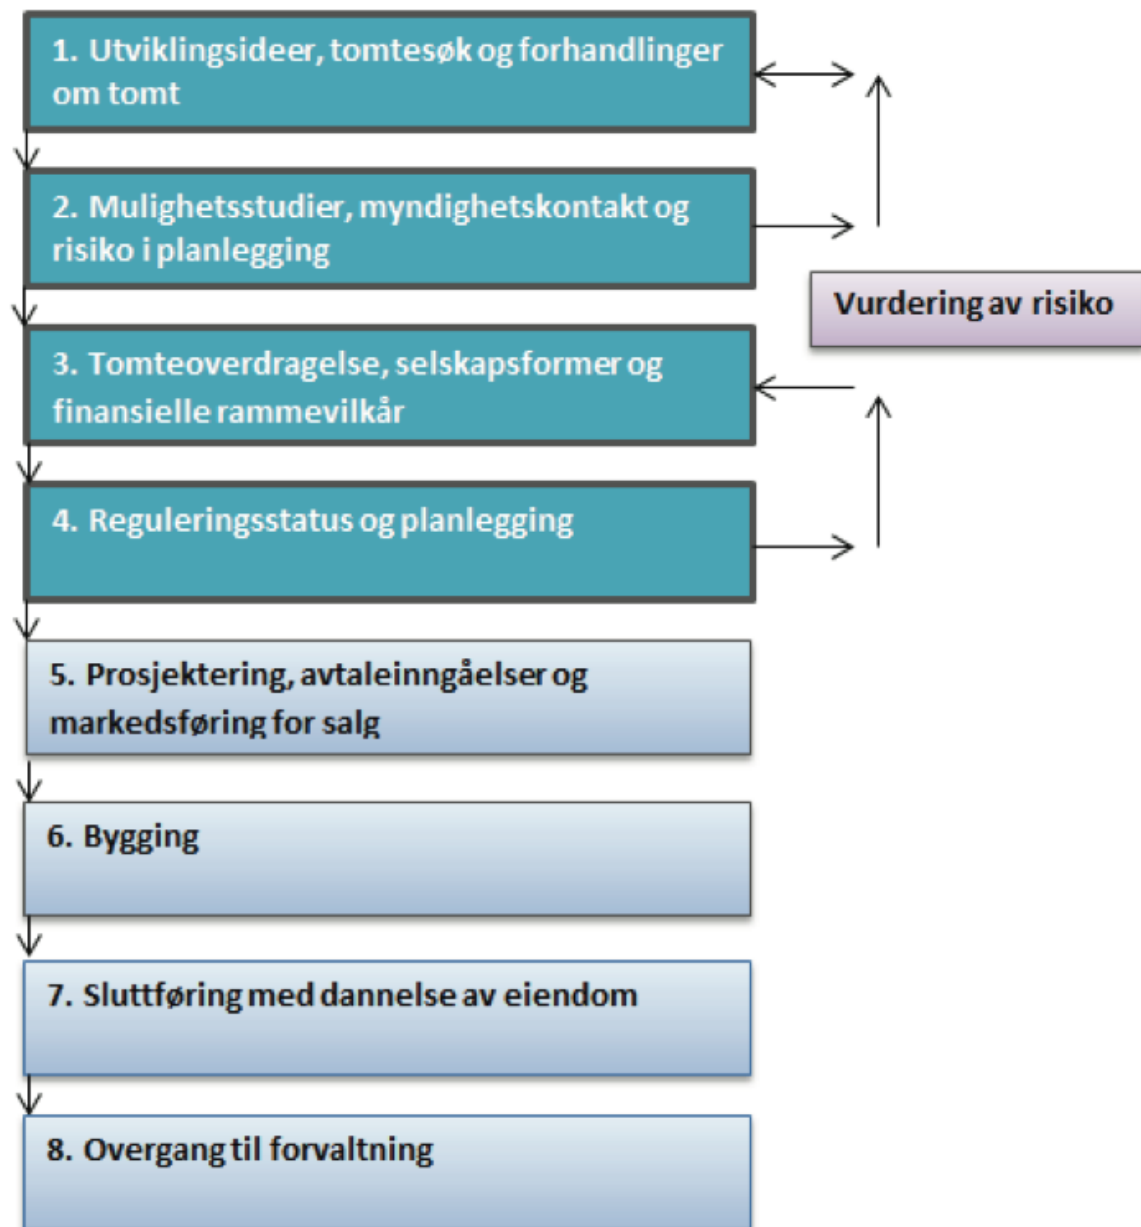 1. Utviklingsideer, tomtesøk og forhandlinger
om tomt
2. Mulighetsstudier, myndighetskontakt og
risiko i planlegging
Vurdering av risiko
3. Tomteoverdragelse, selskapsformer og
finansielle rammevilkår
4. Reguleringsstatus og planlegging
5. Prosjektering, avtaleinngåelser og
markedsføring for salg
6. Bygging
7. Sluttføring med dannelse av eiendom
8. Overgang til forvaltning